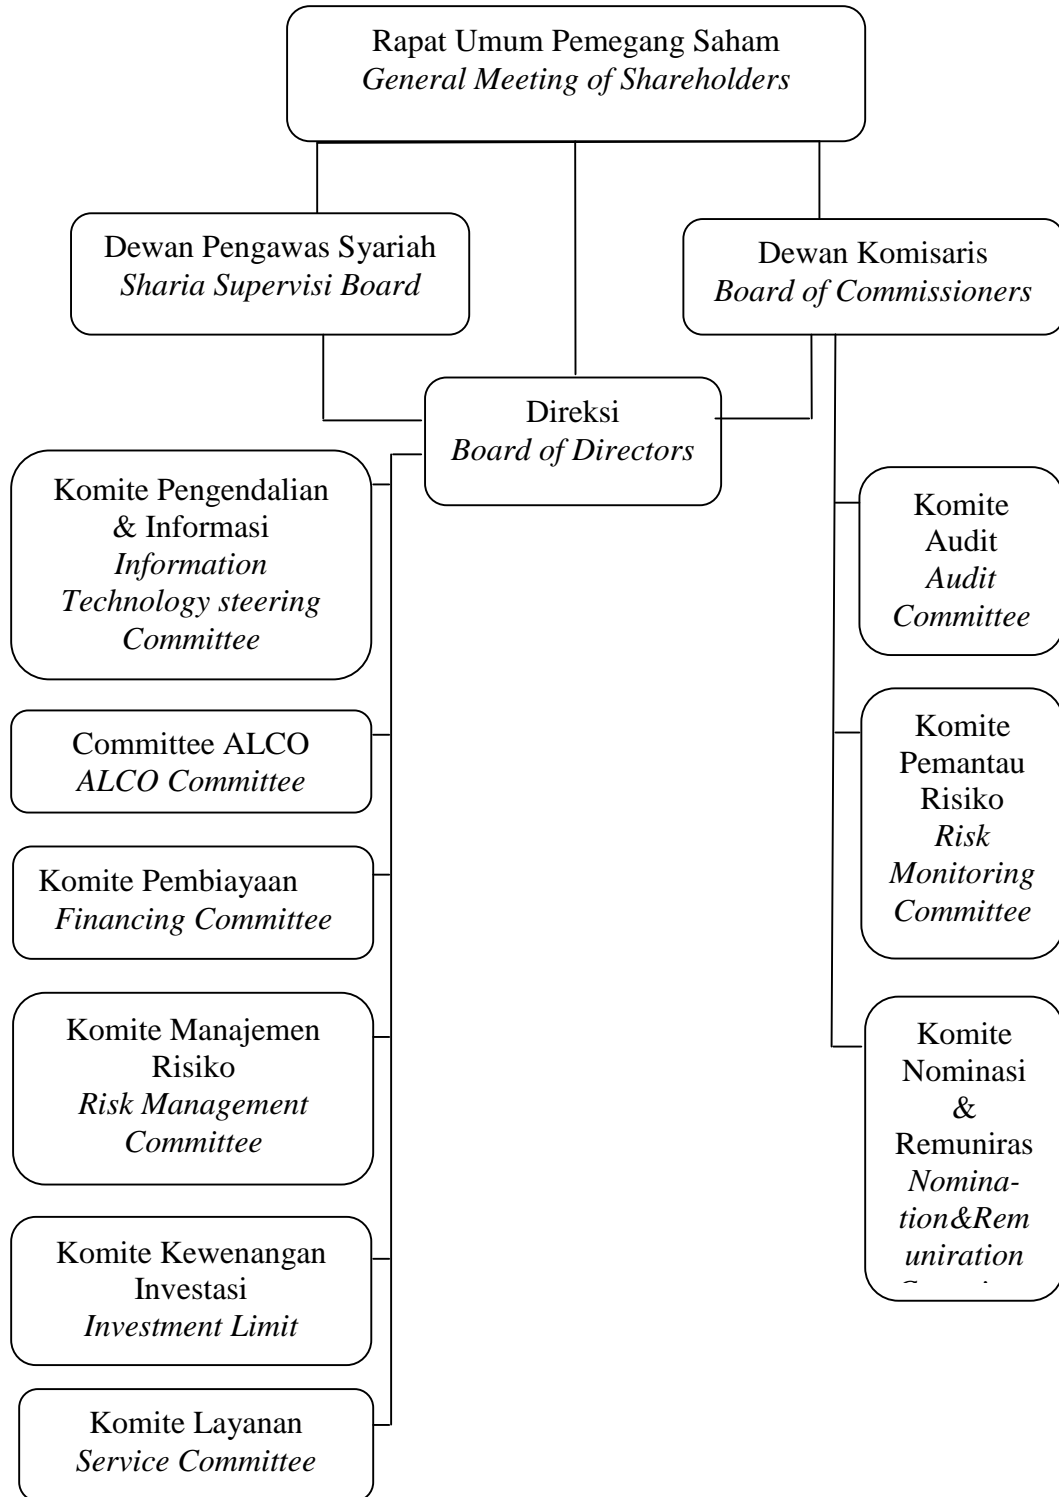 Rapat Umum Pemegang Saham
General Meeting of Shareholders
Dewan Pengawas Syariah
Sharia Supervisi Board
Dewan Komisaris
Board of Commissioners
Direksi
Board of Directors
Komite Pengendalian
& Informasi
Information
Technology steering
Committee
Committee ALCO
ALCO Committee
Komite Pembiayaan
Financing Committee
Komite Manajemen
Risiko
Risk Management
Committee
Komite Kewenangan
Investasi
Investment Limit
Komite Layanan
Service Committee
Komite
Audit
Audit
Committee
Komite
Pemantau
Risiko
Risk
Monitoring
Committee
Komite
Nominasi
&
Remuniras
Nomina-
tion&Rem
uniration